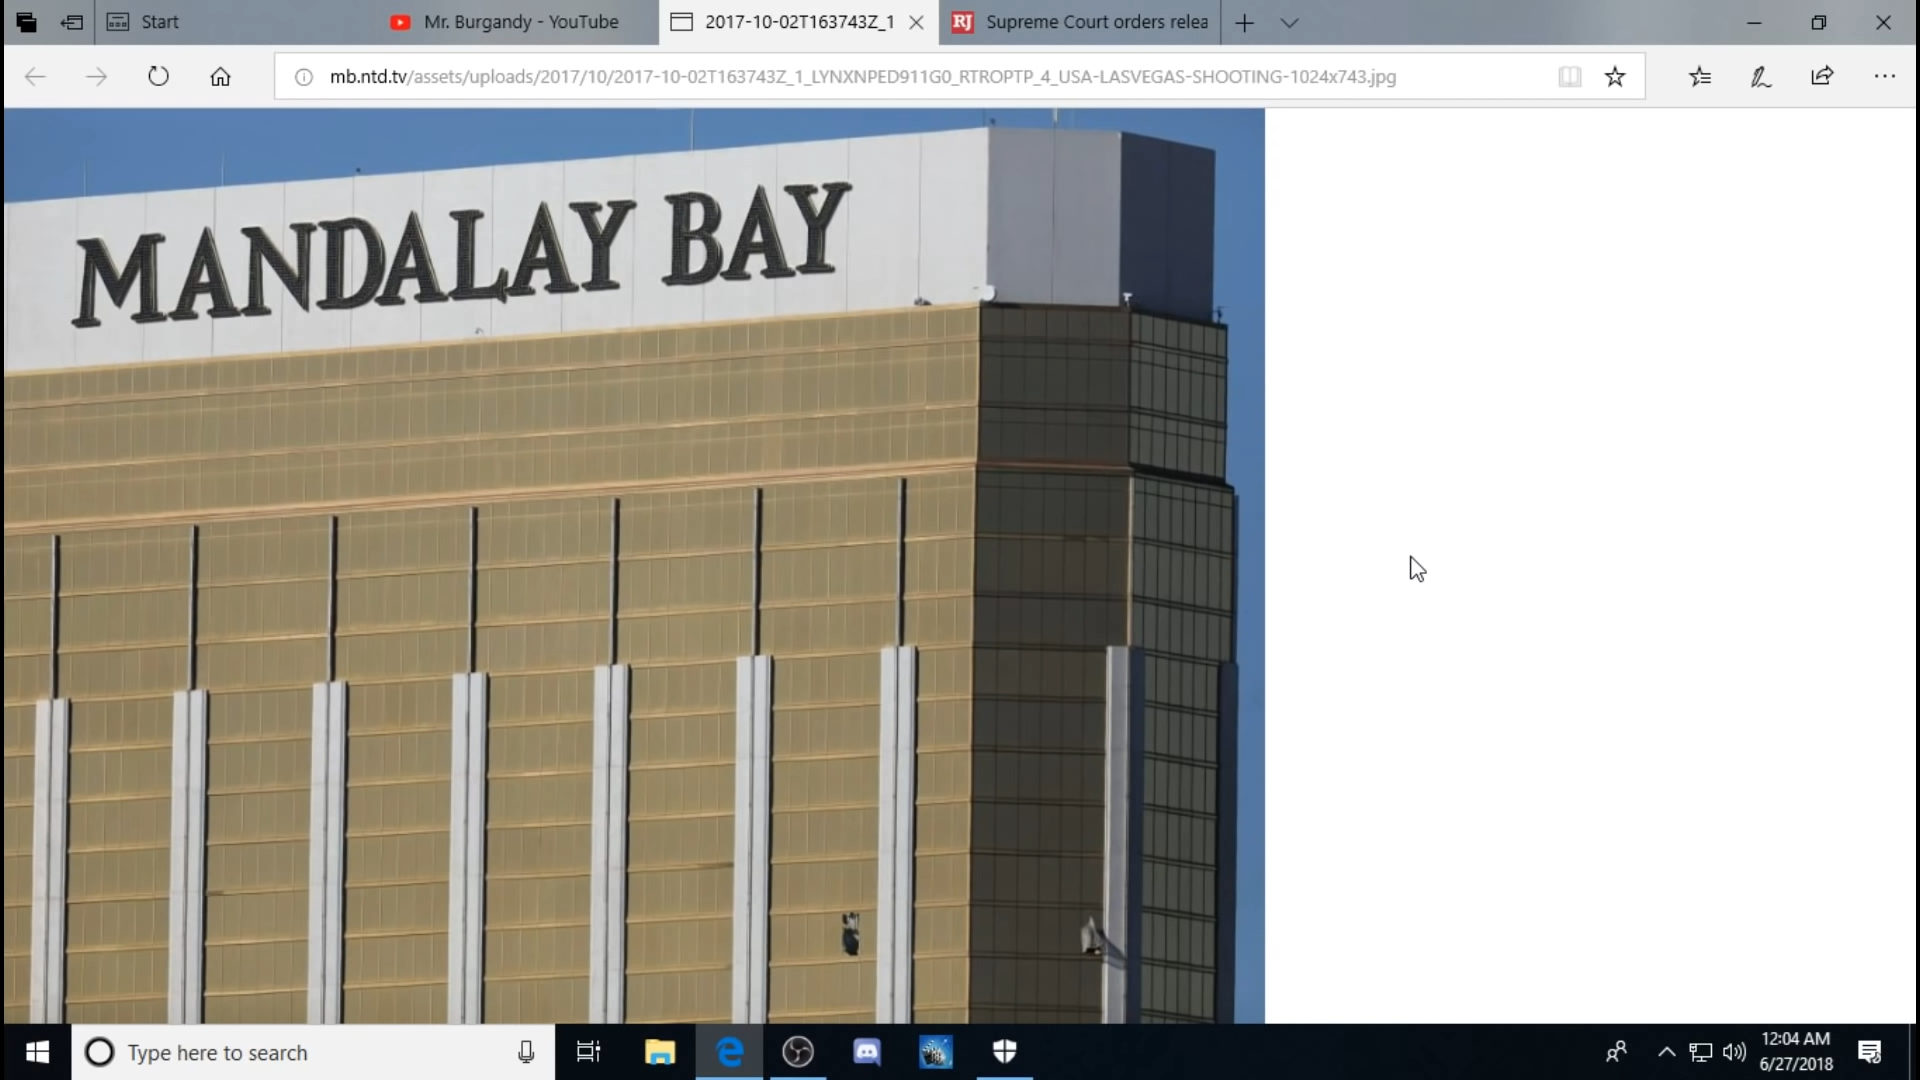 Start
Mr. Burgandy - YouTube
2017-10-02T163743Z_1
RJ
Supreme Court orders relea
mb.ntd.tv/assets/uploads/2017/10/2017-10-02T163743Z_1_LYNXNPED911G0_RTROPTP_4_USA-LASVEGAS-SHOOTING-1024x743.jpg
MANDALAY BAY
Type here to search
12:04 AM
6/27/2018